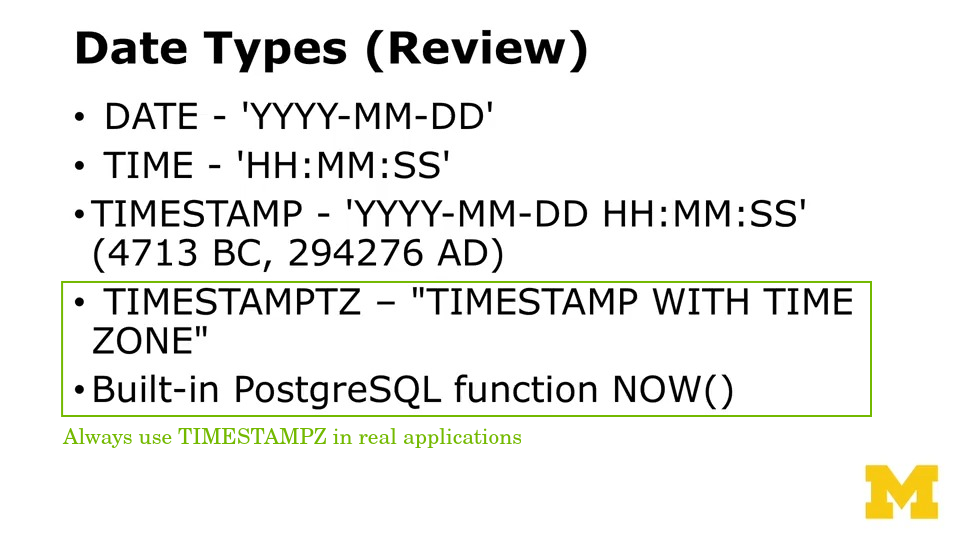 Date Types (Review)
• DATE - 'YYYY-MM-DD'
• TIME - 'HH:MM:SS'
• TIMESTAMP - 'YYYY-MM-DD HH:MM:SS'
(4713 BC, 294276 AD)
• TIMESTAMPTZ – "TIMESTAMP WITH TIME
ZONE"
• Built-in PostgreSQL function NOW()
Always use TIMESTAMPZ in real applications
M